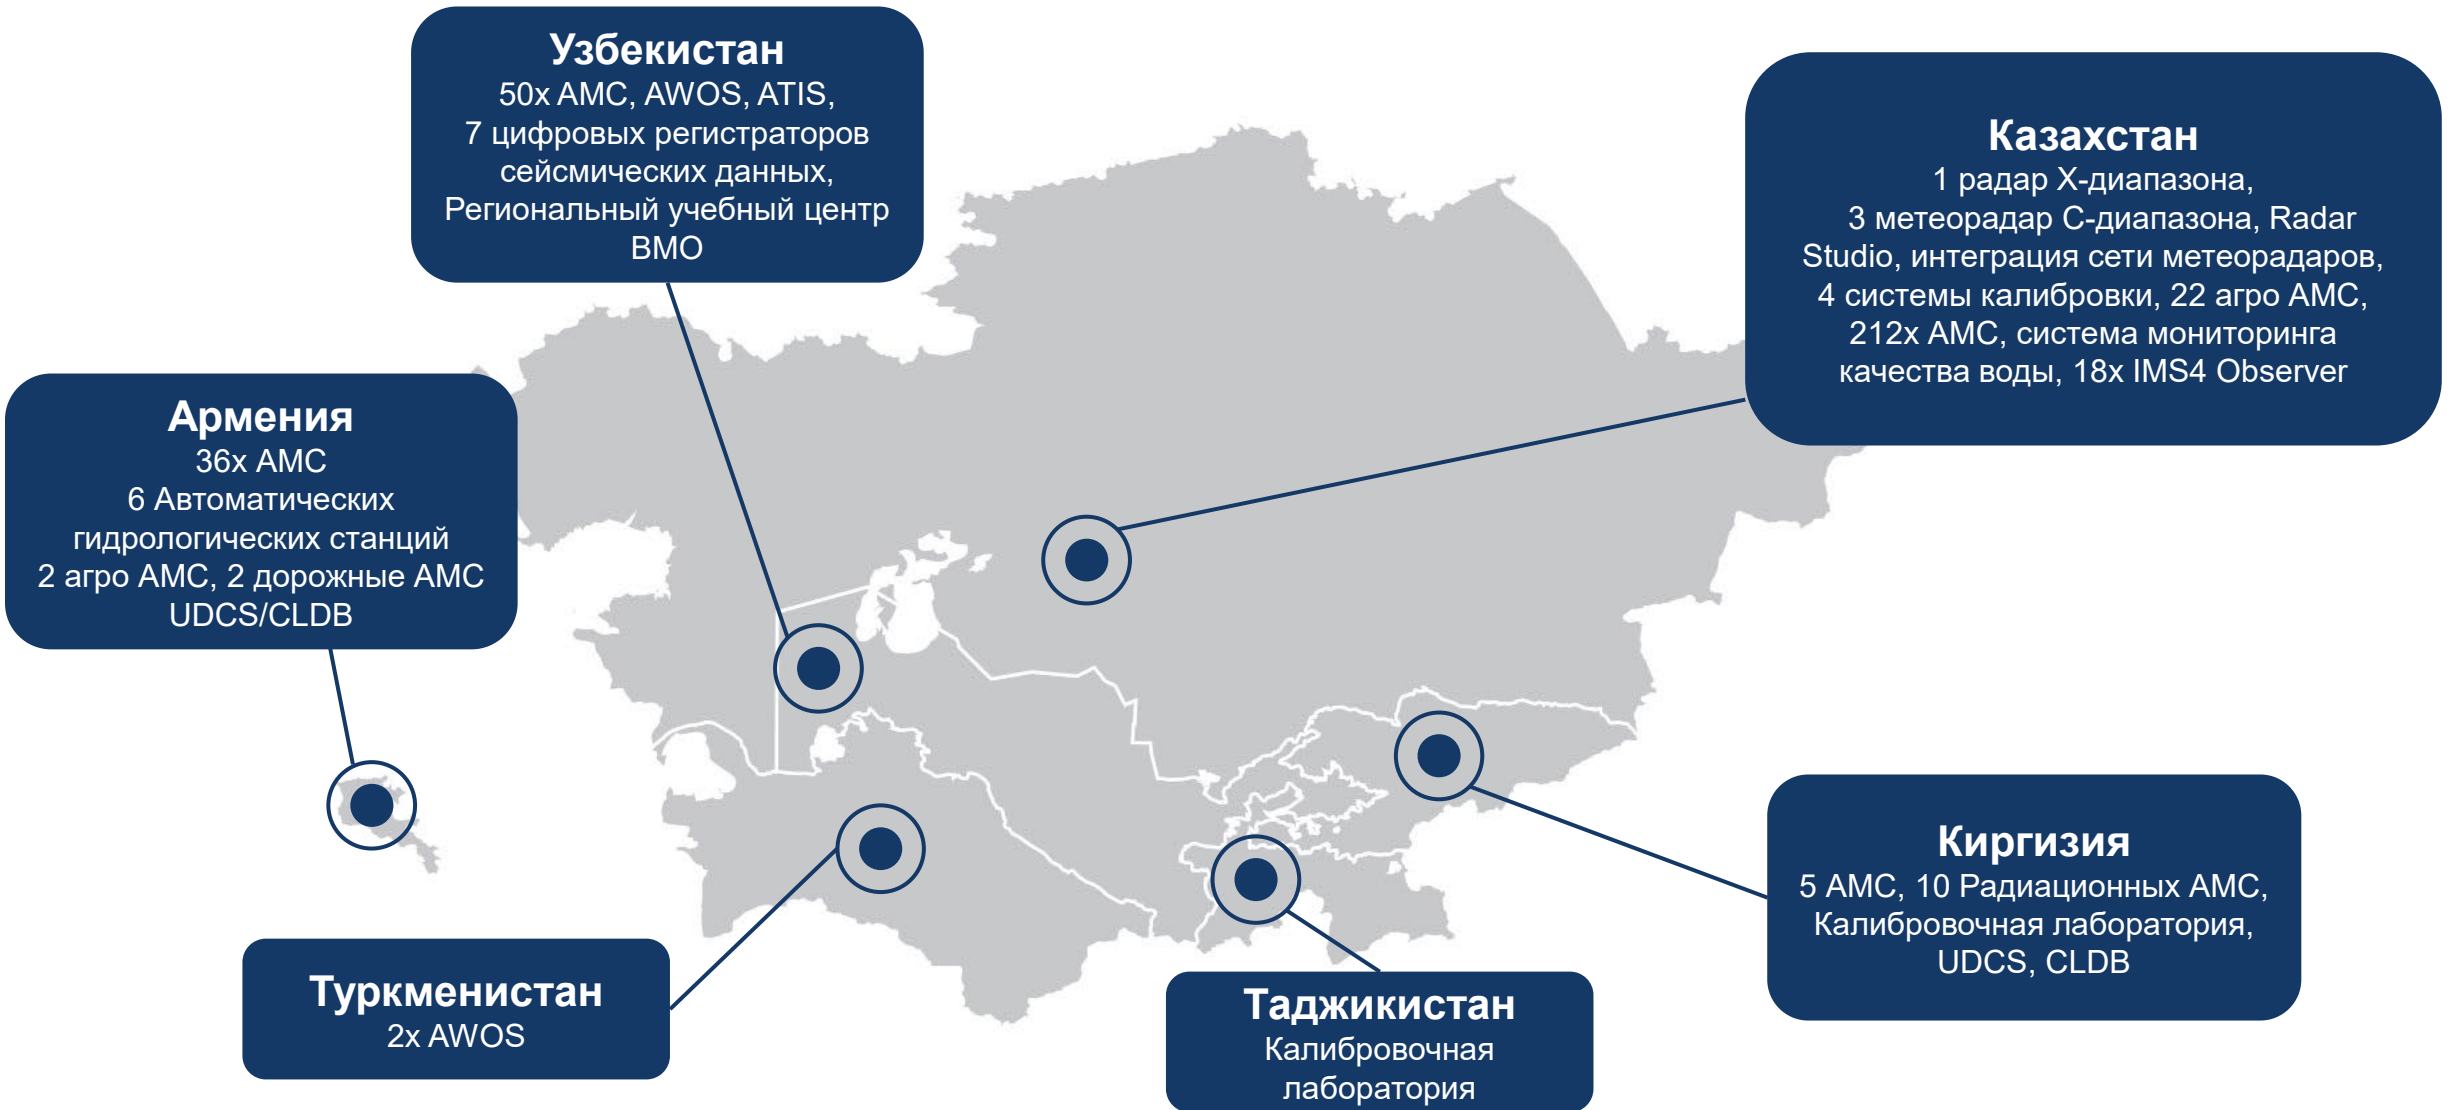 Узбекистан
50x АМС, AWOS, ATIS,
7 цифровых регистраторов
сейсмических данных,
Региональный учебный центр
ВМО
Казахстан
1 радар X-диапазона,
3 метеорадар C-диапазона, Radar
Studio, интеграция сети метеорадаров,
4 системы калибровки, 22 агро АМС,
212x АМС, система мониторинга
качества воды, 18x IMS4 Observer
Армения
36x АМС
6 Автоматических
гидрологических станций
2 агро АМС, 2 дорожные АМС
UDCS/CLDB
Киргизия
5 АМС, 10 Радиационных АМС,
Калибровочная лаборатория,
UDCS, CLDB
Туркменистан
2x AWOS
Таджикистан
Калибровочная
лаборатория